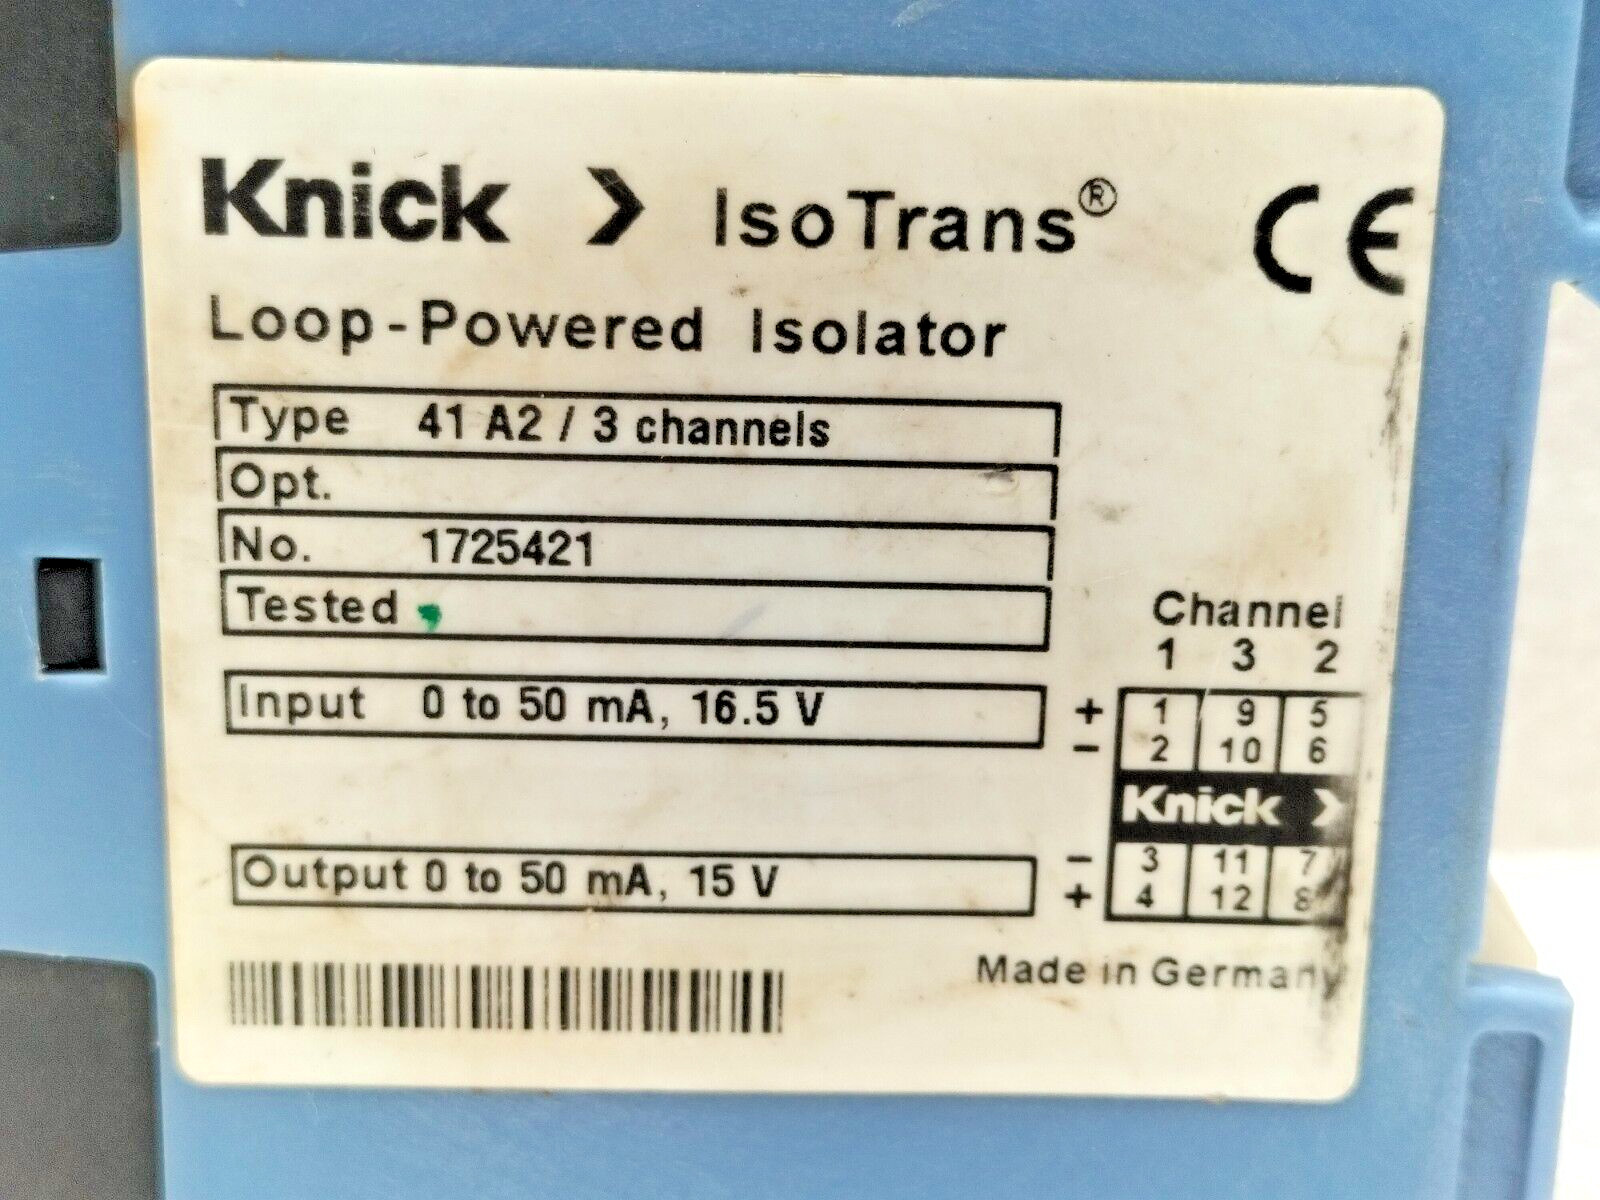 Knick > IsoTrans® CE
Loop-Powered Isolator
Type 41 A2 / 3 channels
Opt.
No. 1725421
Tested
Input 0 to 50 mA, 16.5 V
Output 0 to 50 mA, 15 V
Channel
1 3 2
+ 1 9 5
- 2 10 6
Knick >
- 3 11 7
+ 4 12 8
Made in Germany